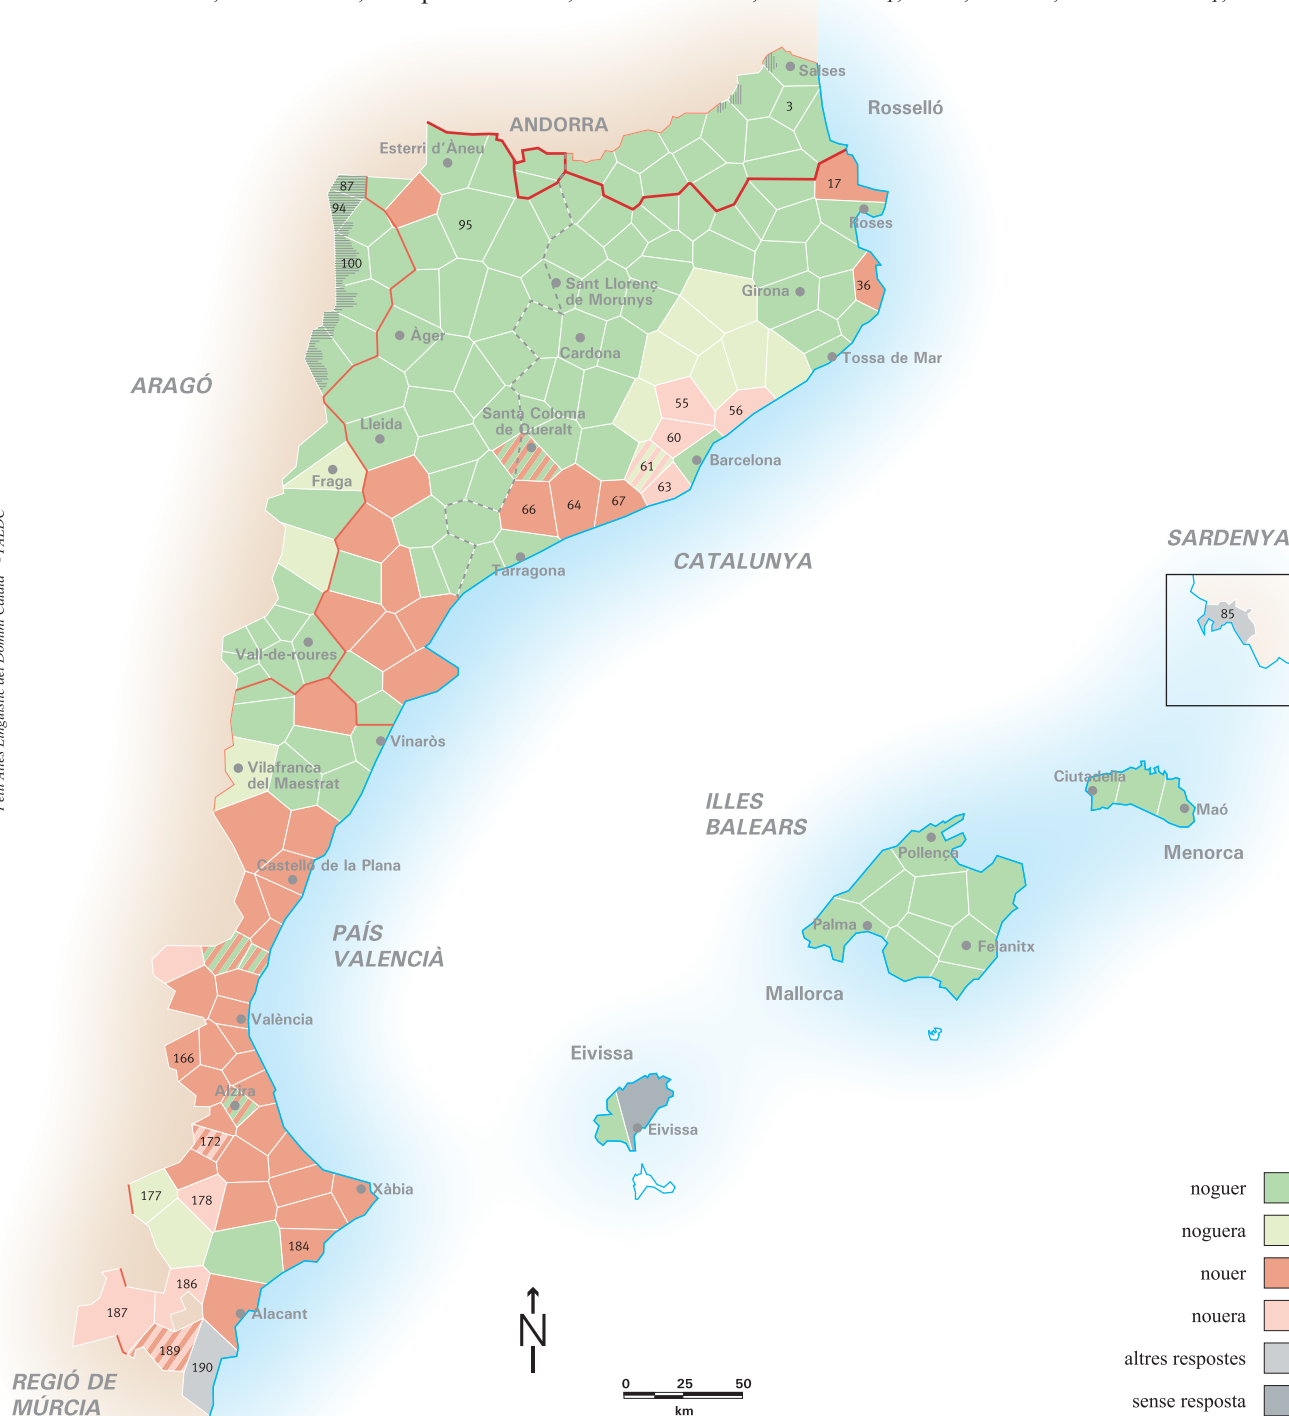 Salses
3
Rosselló
ANDORRA
Esterri d'Àneu
87
94
17
95
Roses
100
Sant Llorenç
de Morunys
Girona
36
Àger
Cardona
Tossa de Mar
ARAGÓ
55
56
Santa Coloma
de Queralt
Lleida
60
61
Barcelona
Fraga
63
66
64
67
Tarragona
CATALUNYA
SARDENYA
85
Vall-de-roures
Vinaròs
Vilafranca
del Maestrat
ILLES
BALEARS
Ciutadella
Maó
Menorca
Pollença
Castelló de la Plana
Palma
Felanitx
PAÍS
VALENCIÀ
Mallorca
València
166
Eivissa
Alzira
Eivissa
172
Xàbia
177
178
noguer
noguera
184
nouer
186
187
Alacant
nouera
N
189
190
altres respostes
REGIÓ DE
MÚRCIA
0 25 50
km
sense resposta